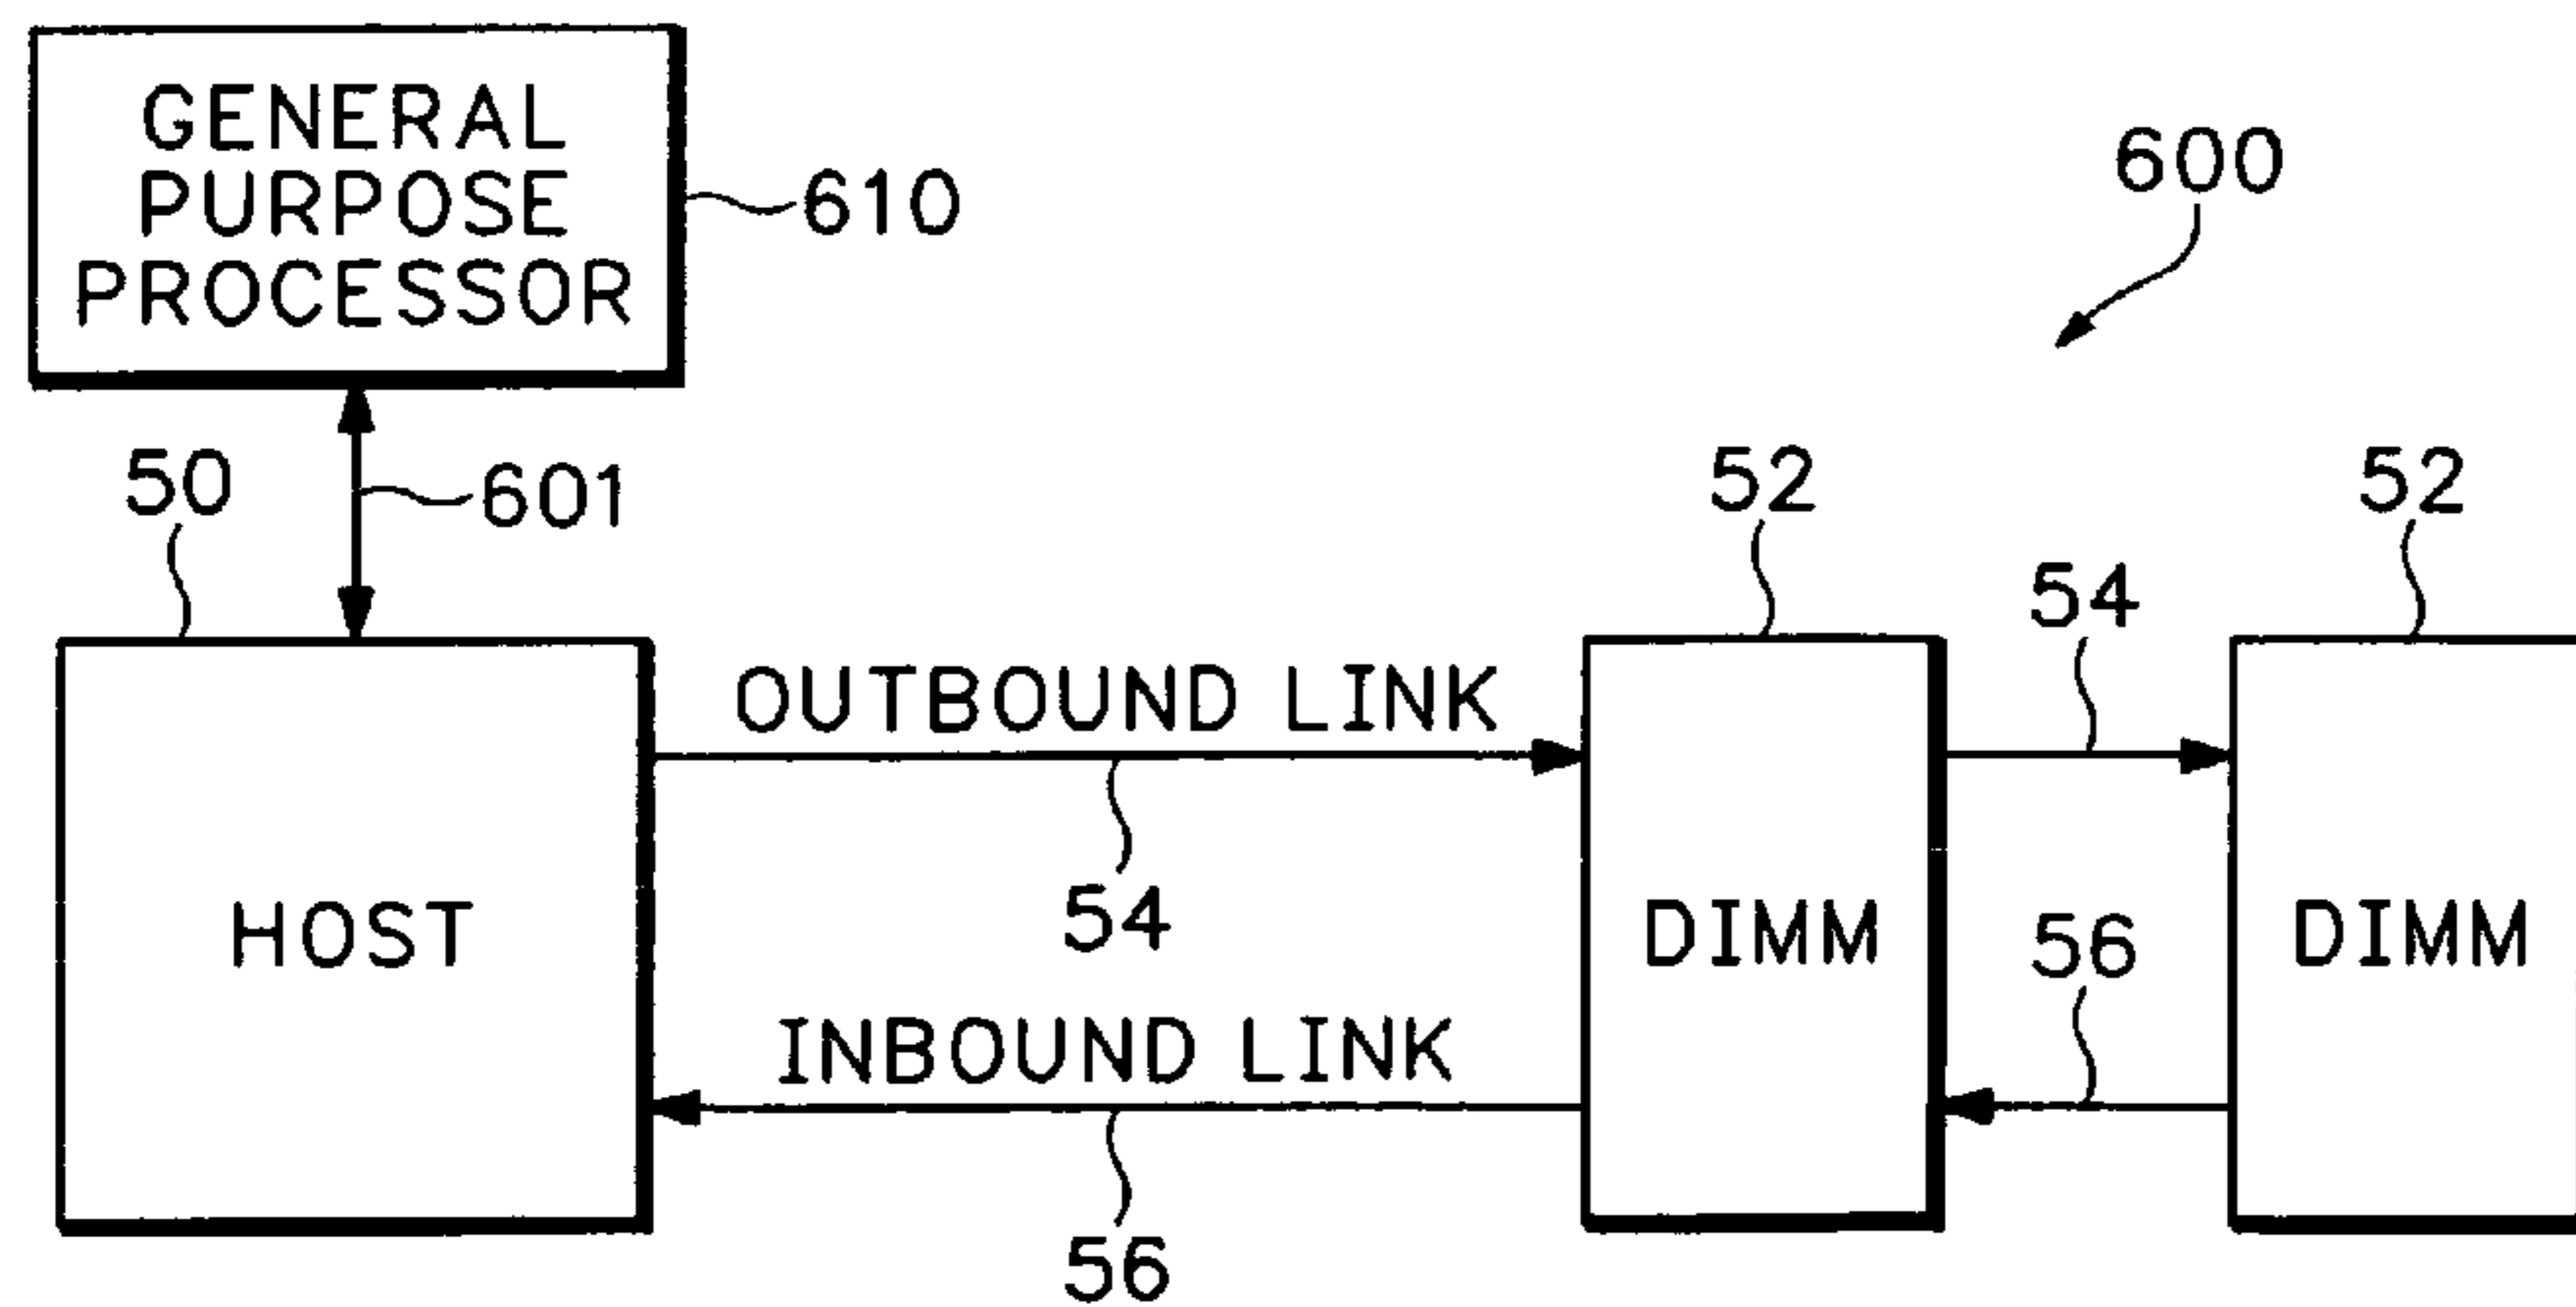 GENERAL
PURPOSE
PROCESSOR
610
600
50
601
52
52
54
OUTBOUND LINK
54
HOST
DIMM
56
DIMM
INBOUND LINK
56